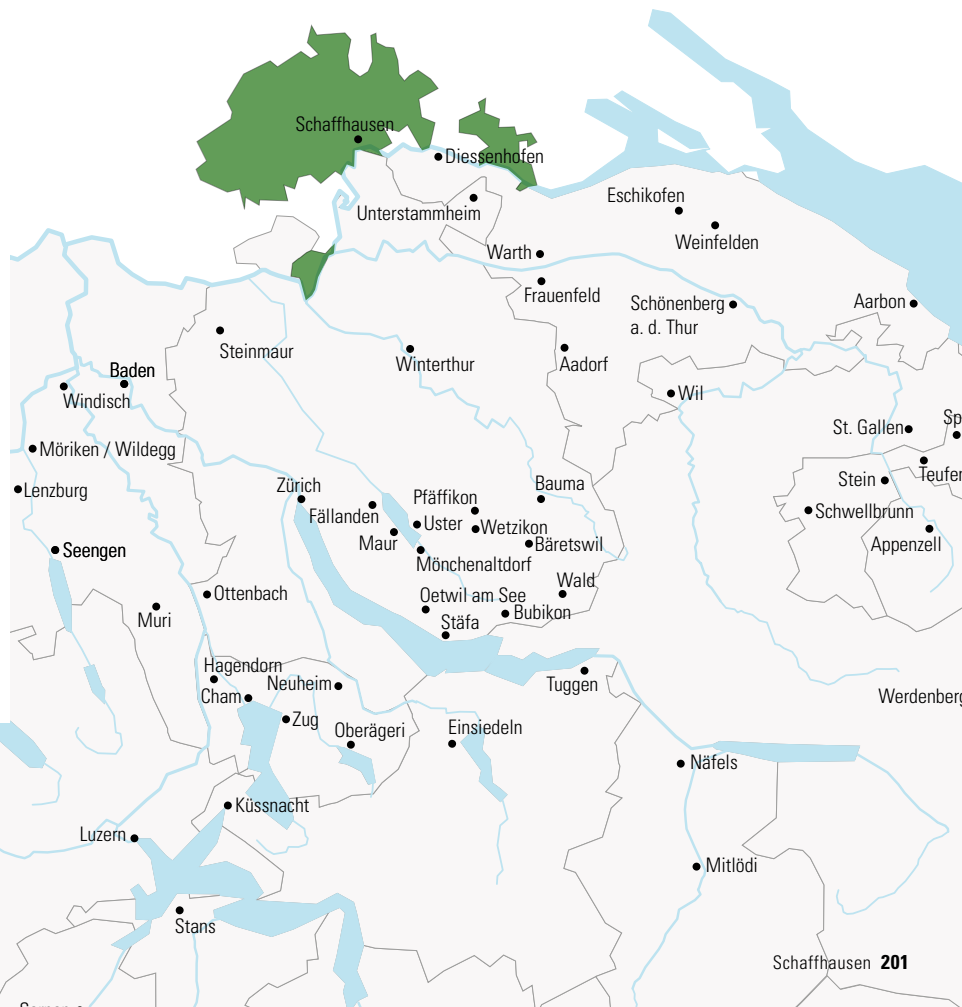 Schaffhausen
Diessenhofen
Unterstammheim
Eschikofen
Weinfelden
Warth
Frauenfeld
Schönenberg
a. d. Thur
Aarbon
Steinmaur
Winterthur
Aadorf
Baden
Windisch
Wil
Sp
St. Gallen
Möriken / Wildegg
Teufen
Stein
Lenzburg
Zürich
Pfäffikon
Bauma
Fällanden
Uster
Wetzikon
Schwellbrunn
Maur
Bäretswil
Appenzell
Seengen
Mönchenaltdorf
Wald
Ottenbach
Oetwil am See
Muri
Stäfa
Bubikon
Hagendorn
Cham
Neuheim
Tuggen
Werdenberg
Zug
Oberägeri
Einsiedeln
Näfels
Küssnacht
Luzern
Mitlödi
Stans
Schaffhausen 201